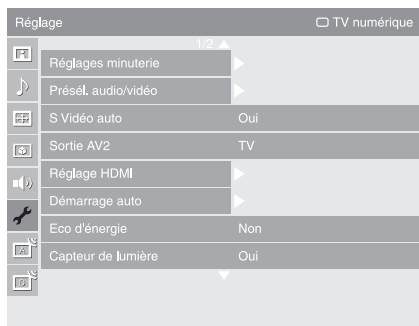 Réglage TV numérique
1/2
Réglages minuterie
Présél. audio/vidéo
S Vidéo auto Oui
Sortie AV2 TV
Réglage HDMI
Démarrage auto
Eco d'énergie Non
Capteur de lumière Oui
A